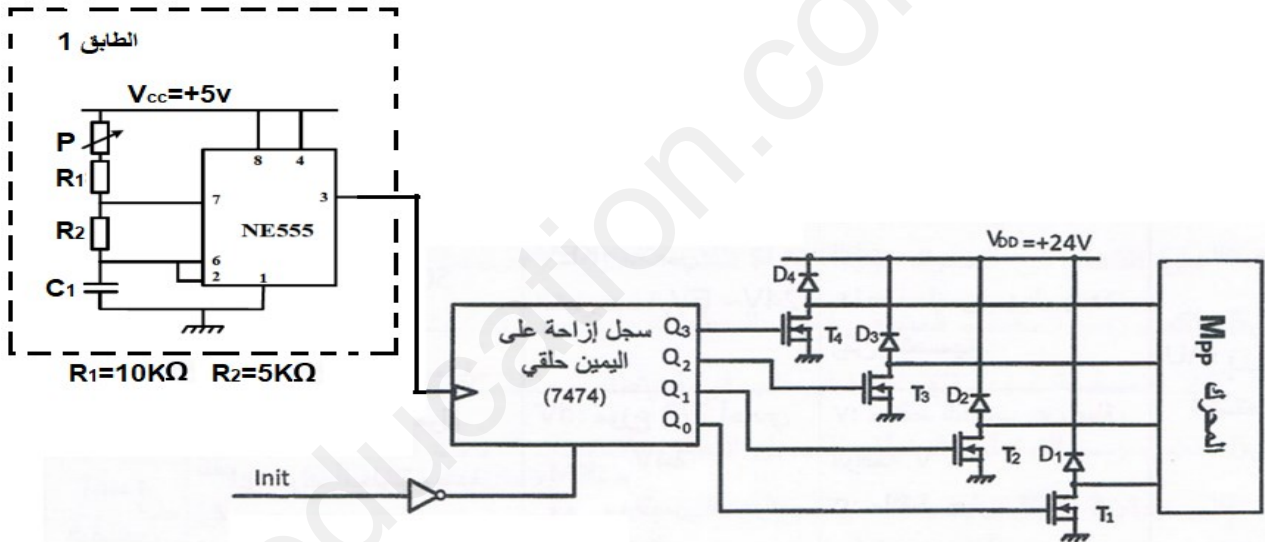 الطابق 1
Vcc=+5v
P
R1
R2
C1
8 4
7
3
NE555
6
2
1
R1=10KΩ R2=5KΩ
سجل إزاحة على
اليمين حلقي
(7474)
Q3
Q2
Q1
Q0
Init
VDD=+24V
D4
T4
D3
T3
D2
T2
D1
T1
المحرك MPP
education.com